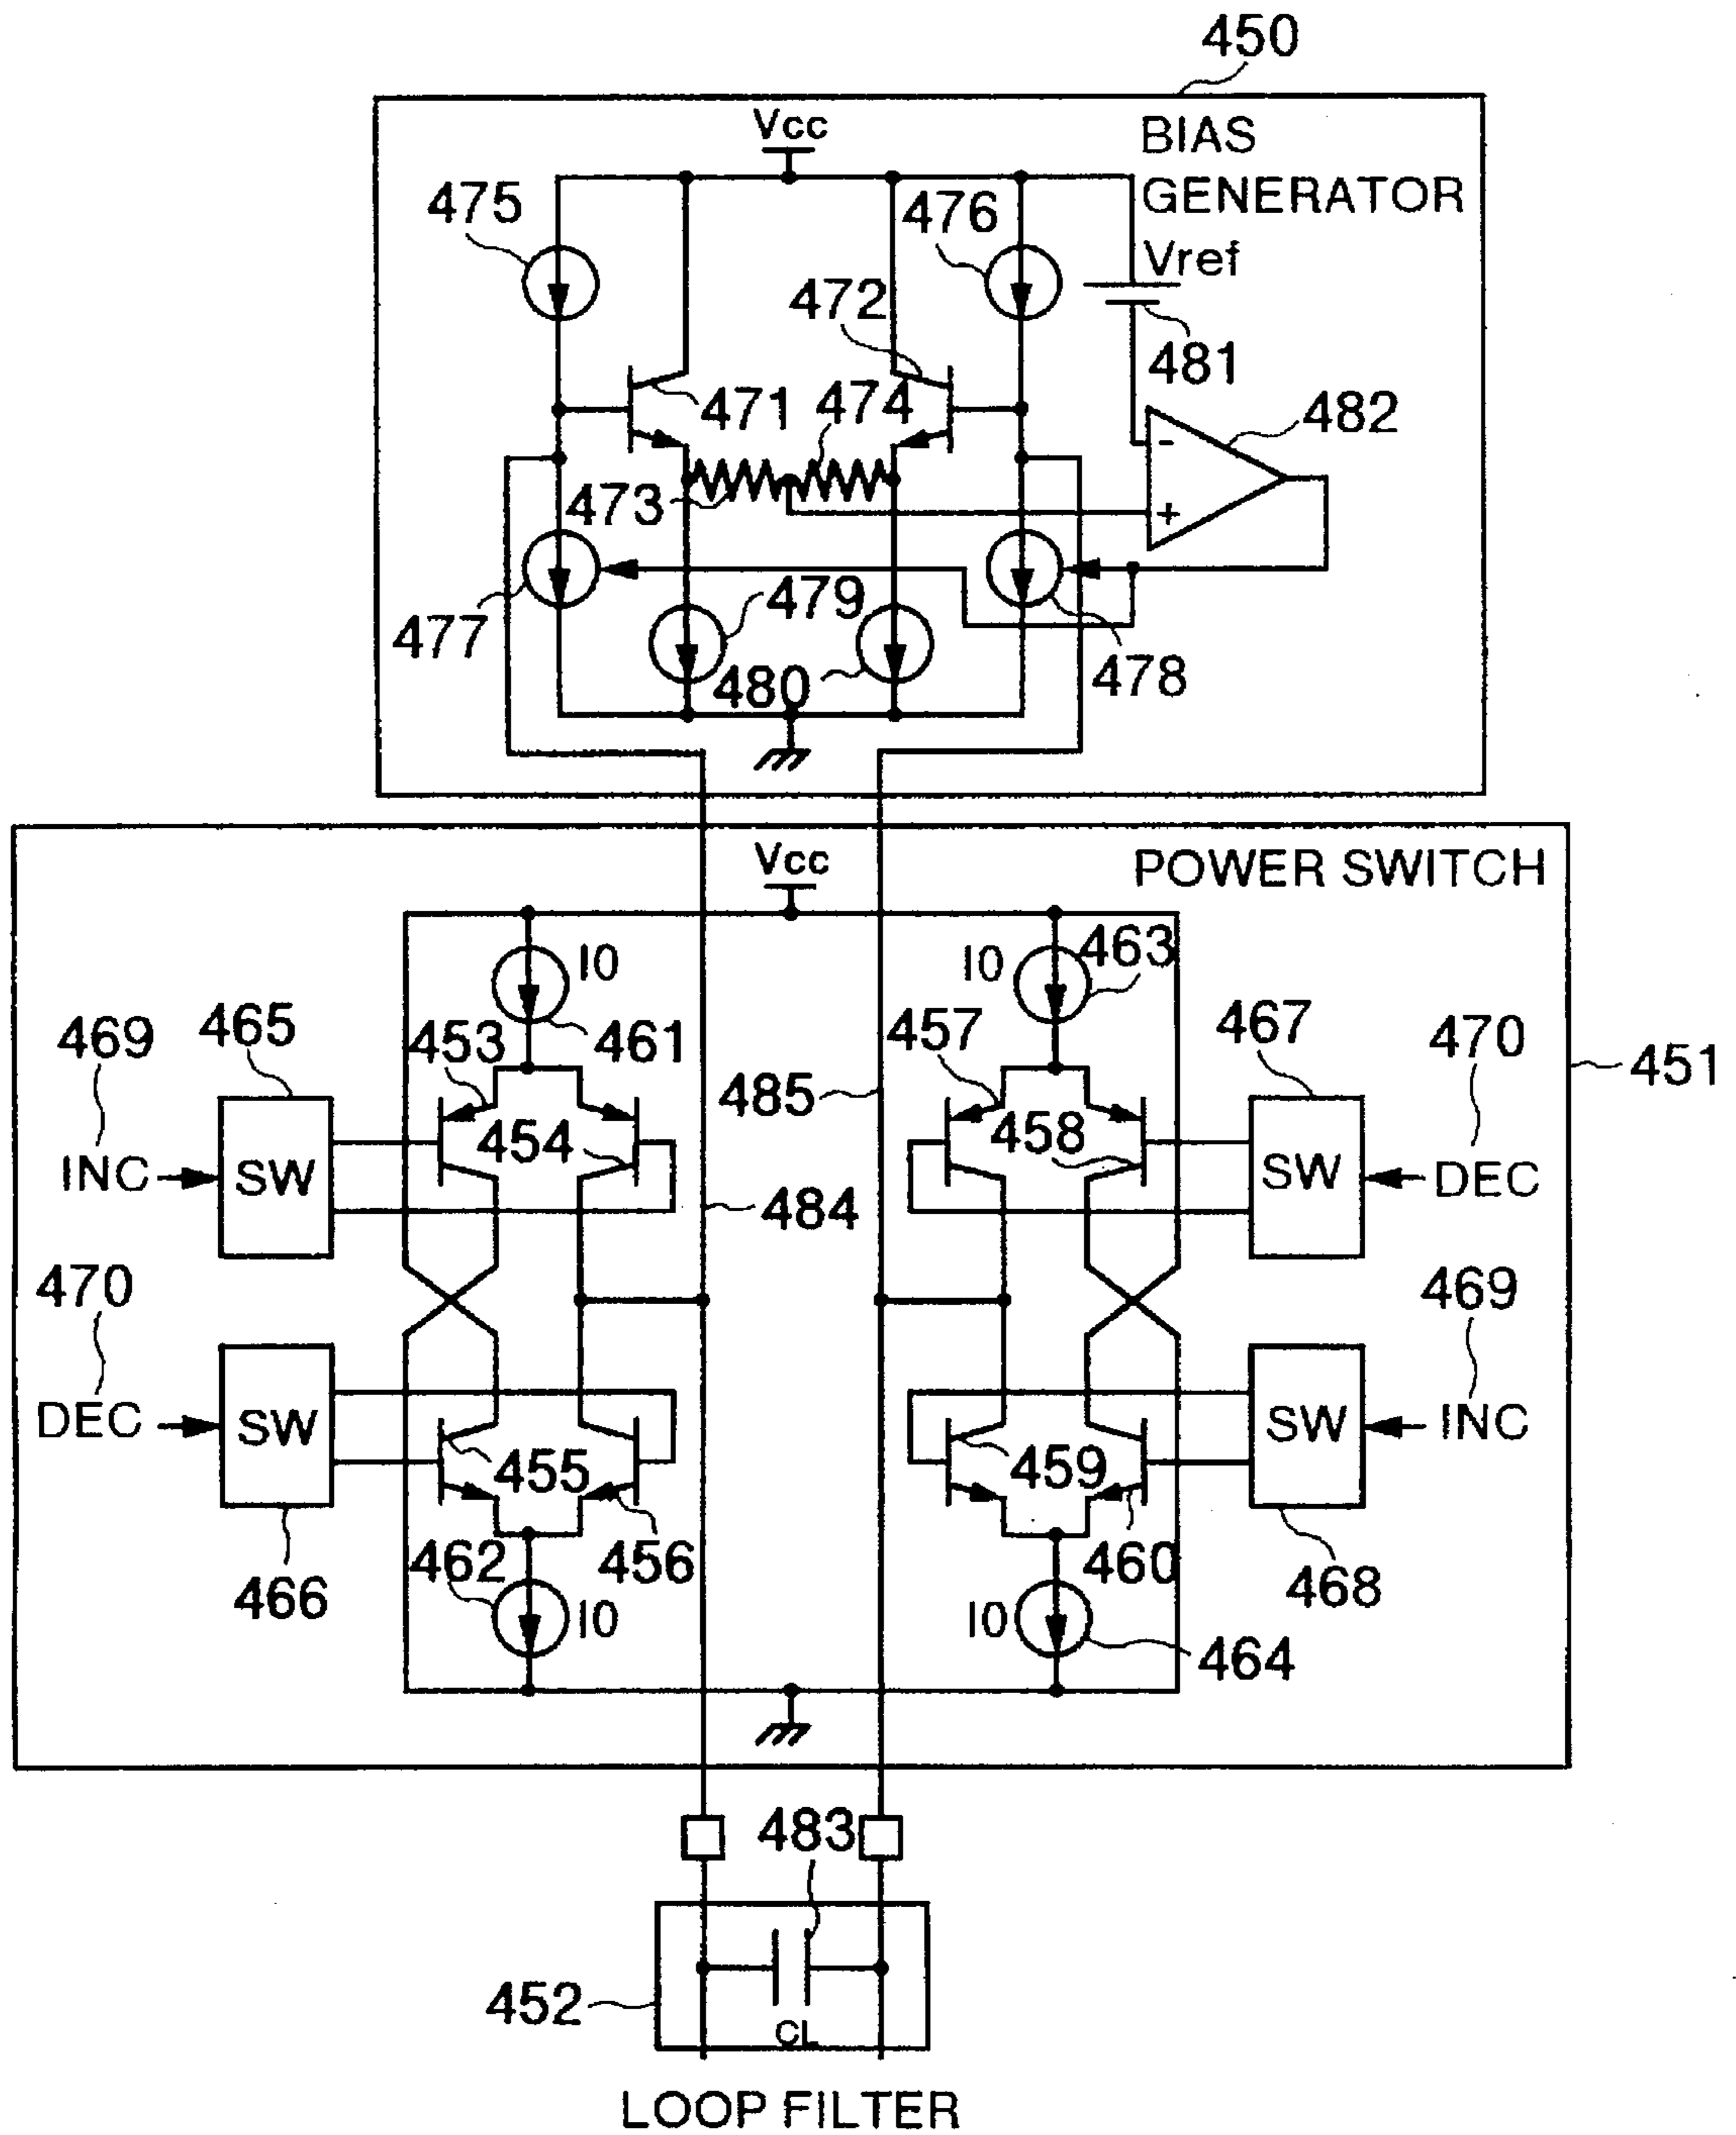 450
Vcc
BIAS
GENERATOR
475
476
Vref
472
481
471
474
482
473
477
479
480
478
Vcc
POWER SWITCH
I0
I0
463
469
465
453
461
457
467
470
451
INC
SW
454
485
458
SW
DEC
484
470
469
DEC
SW
455
459
SW
INC
462
456
460
466
I0
I0
464
468
483
452
CL
LOOP FILTER